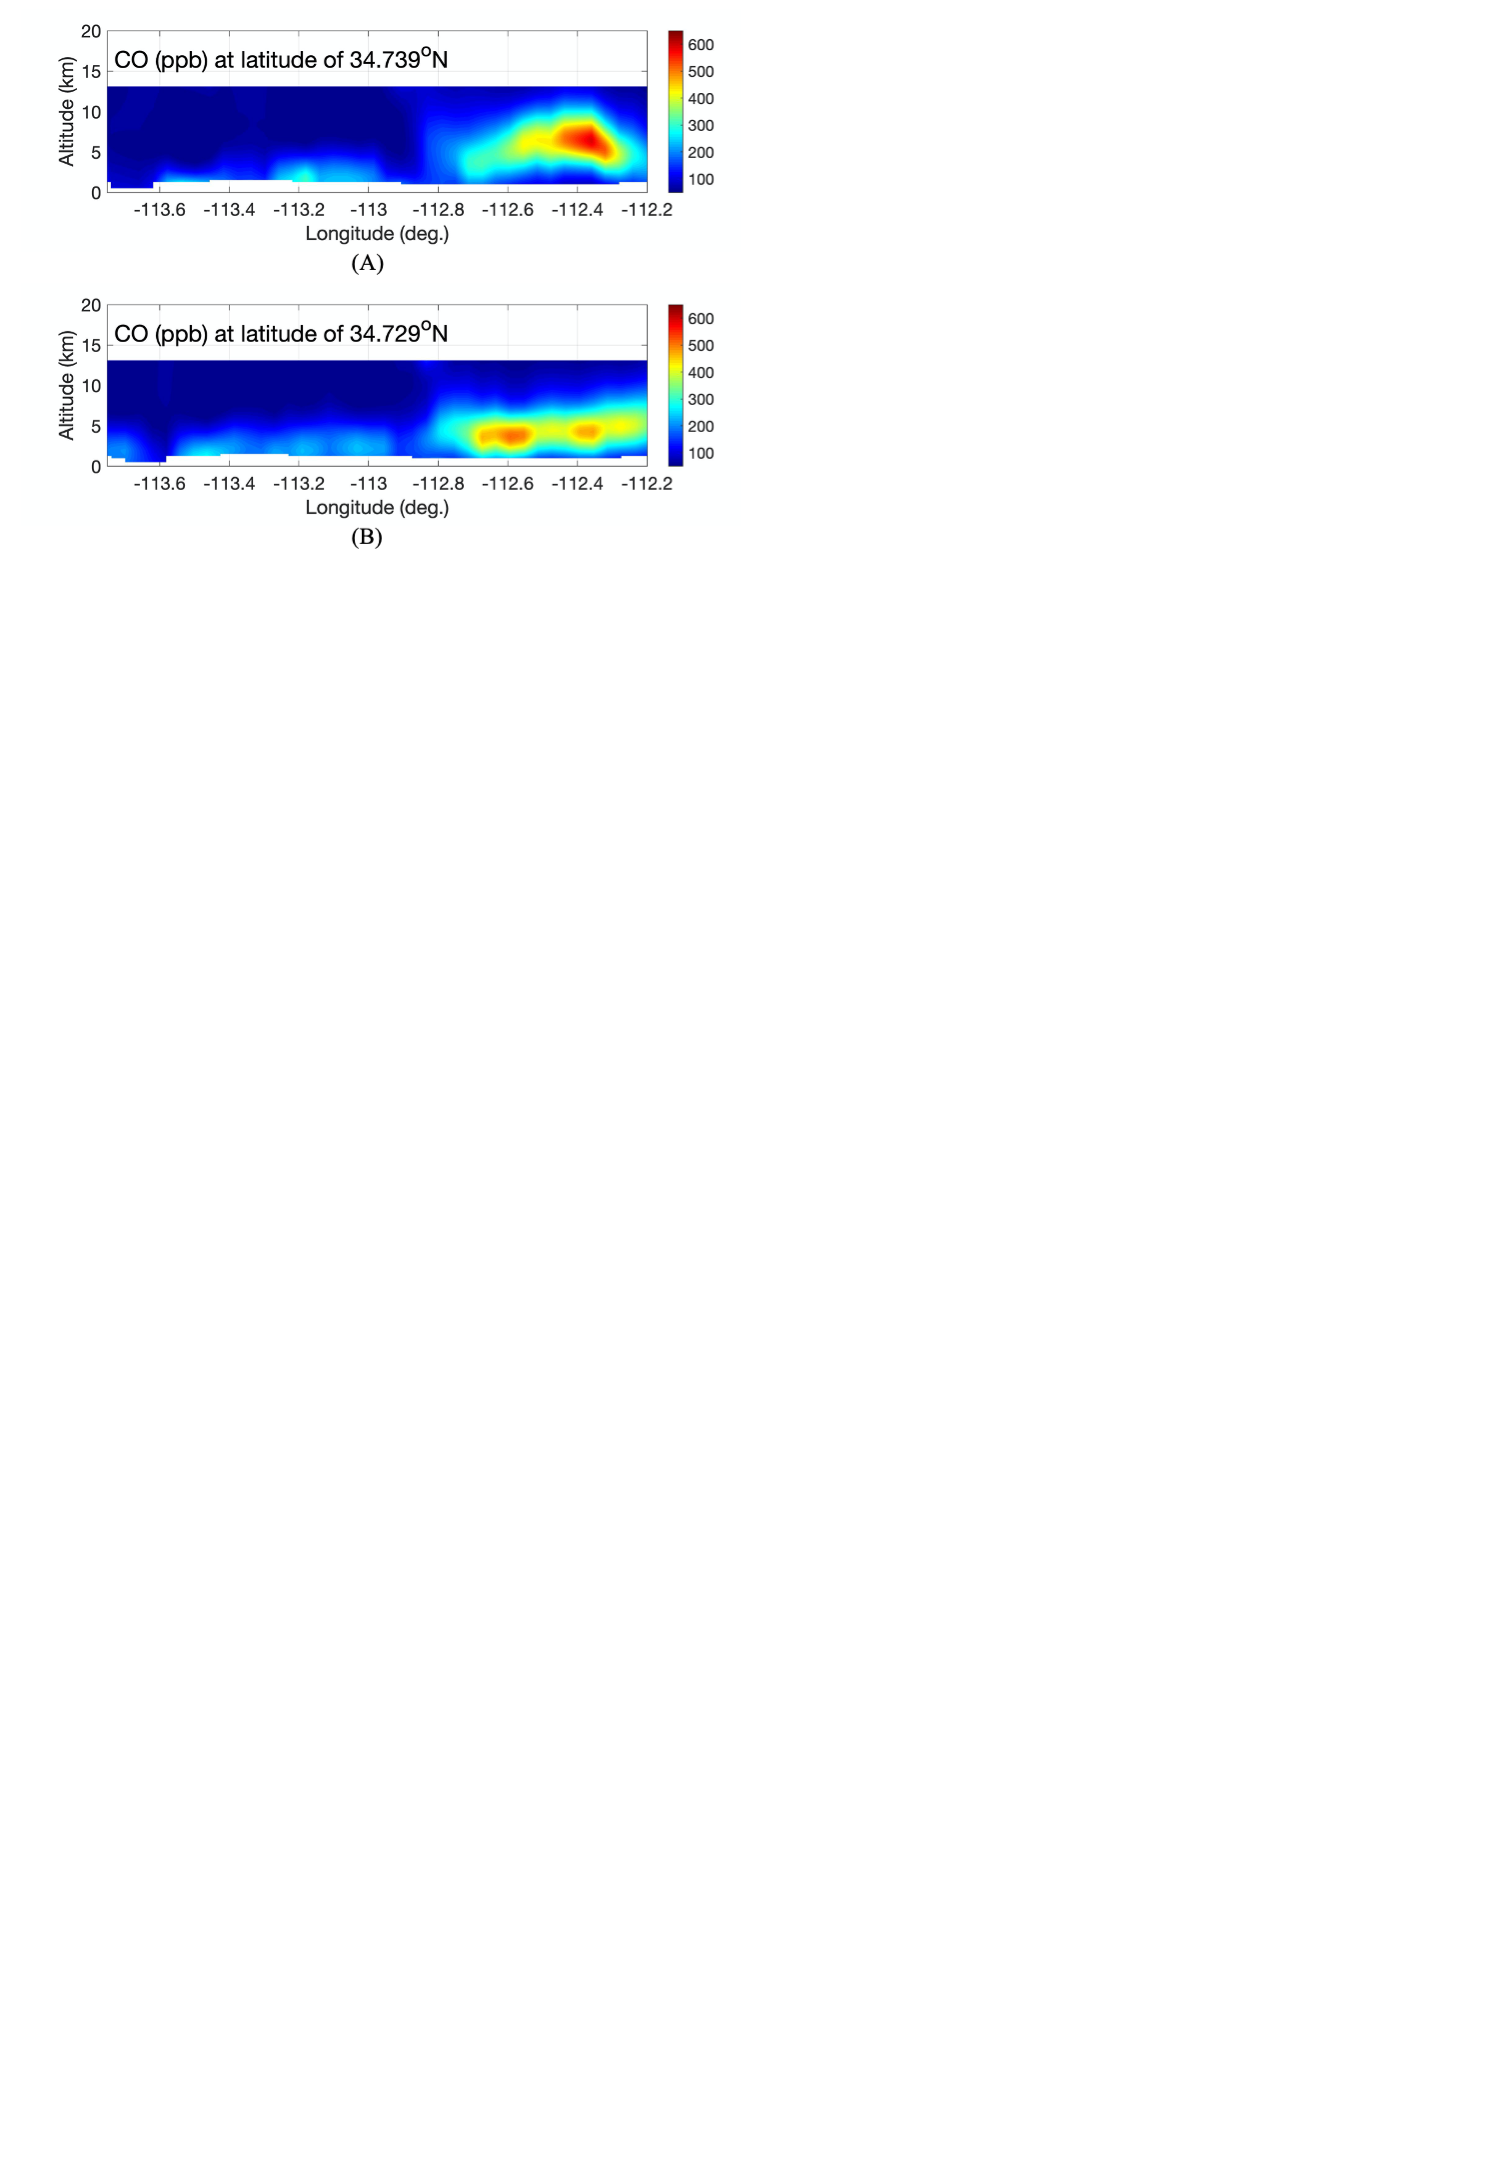 20
CO (ppb) at latitude of 34.739°N
15
10
5
0
Altitude (km)
600
500
400
300
200
100
-113.6 -113.4 -113.2 -113 -112.8 -112.6 -112.4 -112.2
Longitude (deg.)
(A)
20
CO (ppb) at latitude of 34.729°N
15
10
5
0
Altitude (km)
600
500
400
300
200
100
-113.6 -113.4 -113.2 -113 -112.8 -112.6 -112.4 -112.2
Longitude (deg.)
(B)